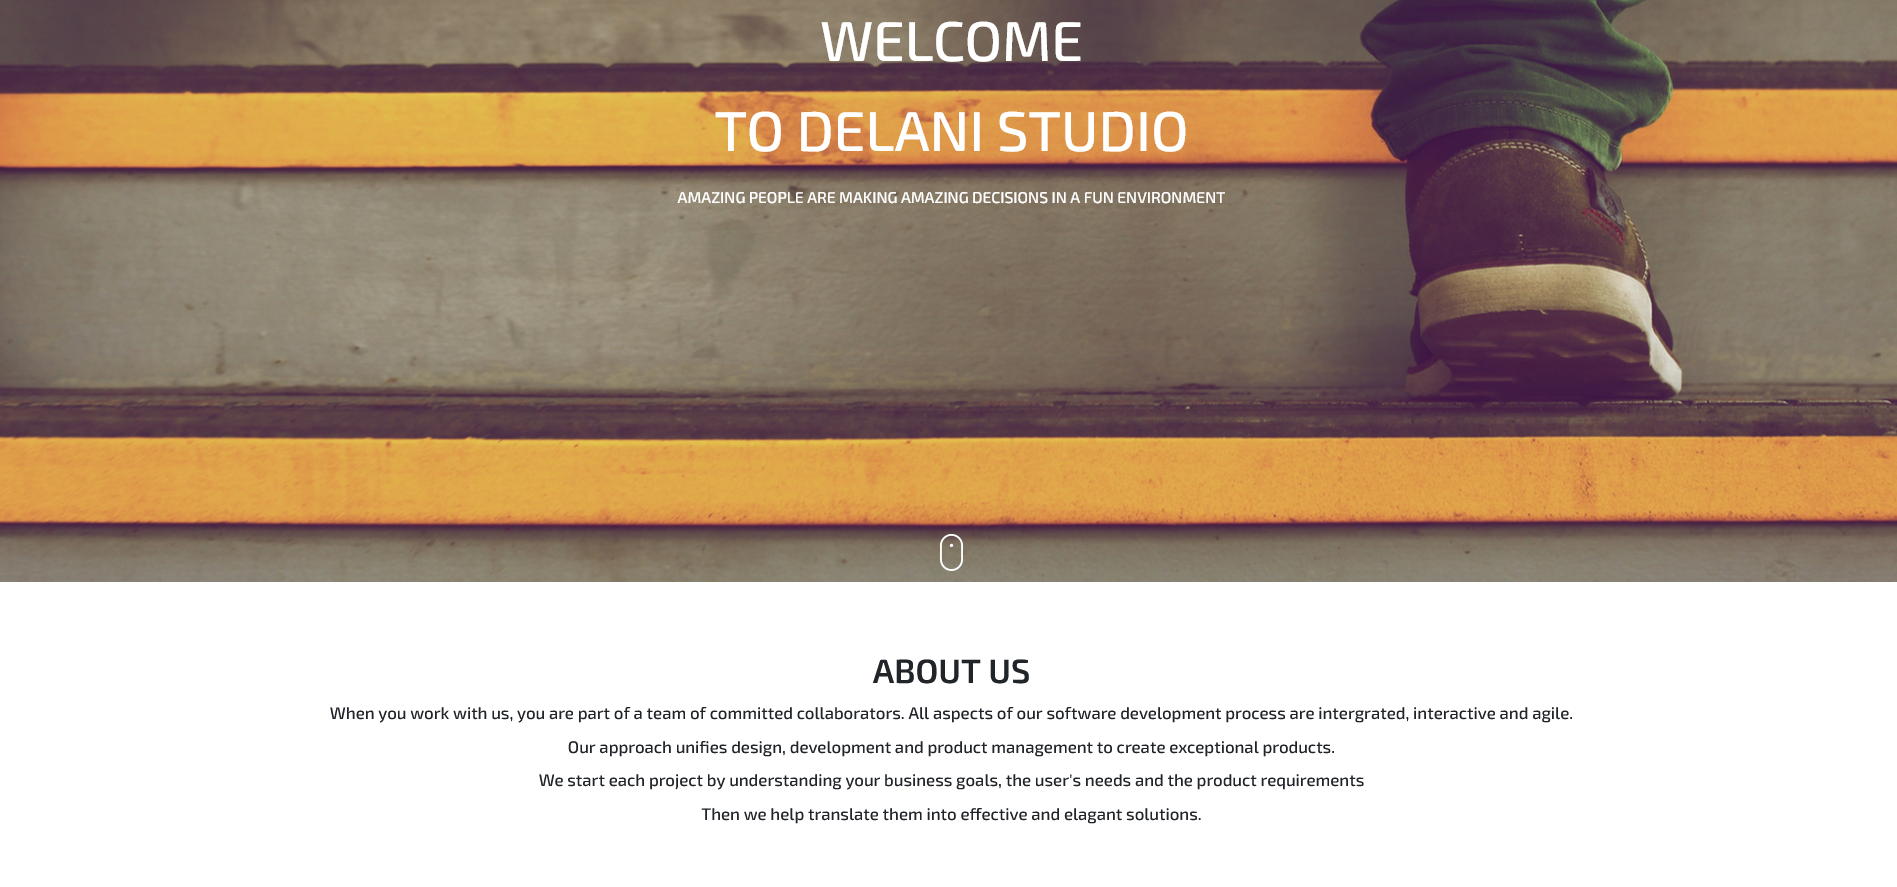 WELCOME
TO DELANI STUDIO
AMAZING PEOPLE ARE MAKING AMAZING DECISIONS IN A FUN ENVIRONMENT
ABOUT US
When you work with us, you are part of a team of committed collaborators. All aspects of our software development process are intergrated, interactive and agile.
Our approach unifies design, development and product management to create exceptional products.
We start each project by understanding your business goals, the user's needs and the product requirements
Then we help translate them into effective and elagant solutions.